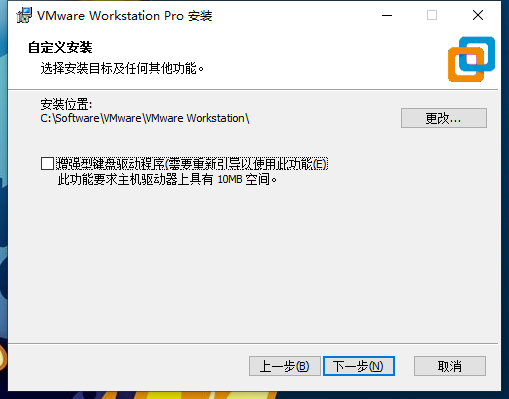 VMware Workstation Pro 安装
自定义安装
选择安装目标及任何其他功能。
安装位置:
C:\Software\VMware\VMware Workstation\
更改...
增强型键盘驱动程序(需要重新引导以使用此功能(E)
此功能要求主机驱动器上具有 10MB 空间。
上一步(B) 下一步(N) 取消